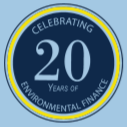 CELEBRATING
20
YEARS OF
ENVIRONMENTAL FINANCE